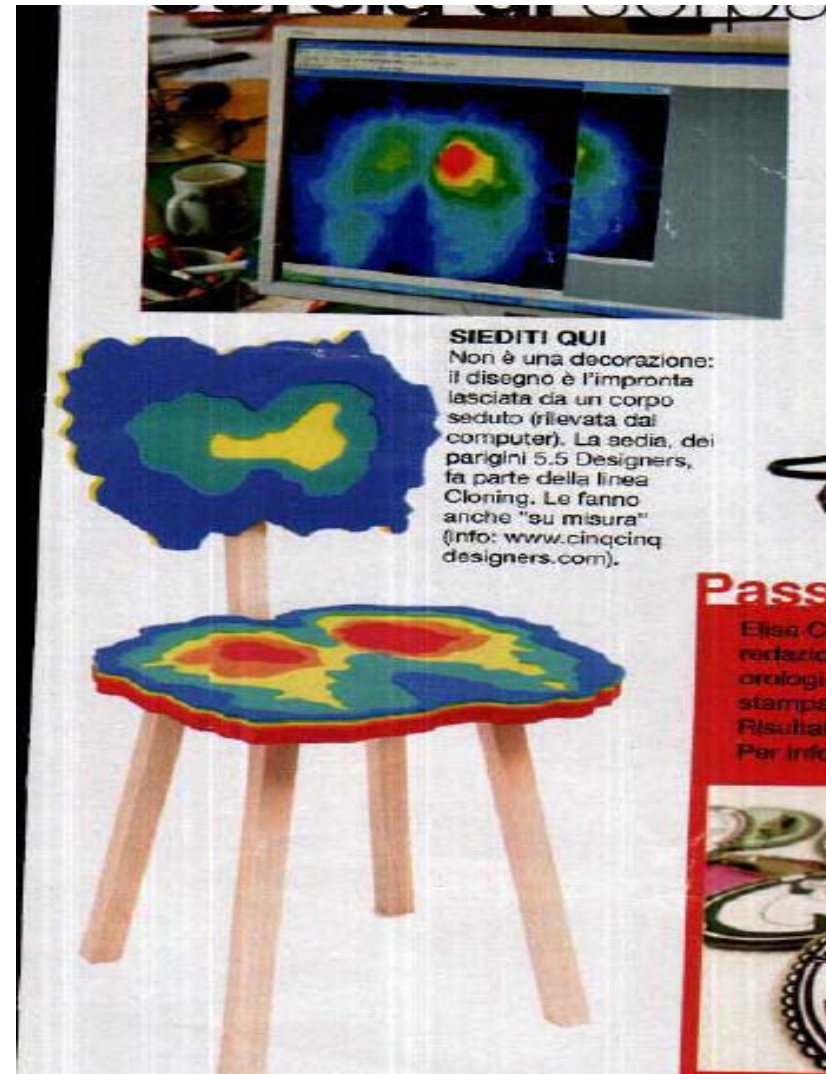 SIEDITI QUI
Non è una decorazione:
il disegno è l'impronta
lasciata da un corpo
seduto (rilevata dal
computer). La sedia, dei
parigini 5.5 Designers,
fa parte della linea
Cloning. Le fanno
anche "su misura"
(info: www.cinqcinq
designers.com).
Pass
Elisa C
redazio
orologi
stampa
Risultat
Per info